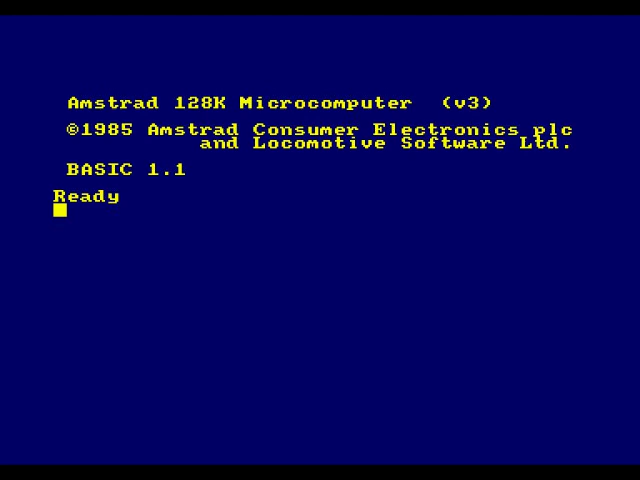 Amstrad 128K Microcomputer (v3)
©1985 Amstrad Consumer Electronics plc
and Locomotive Software Ltd.
BASIC 1.1
Ready